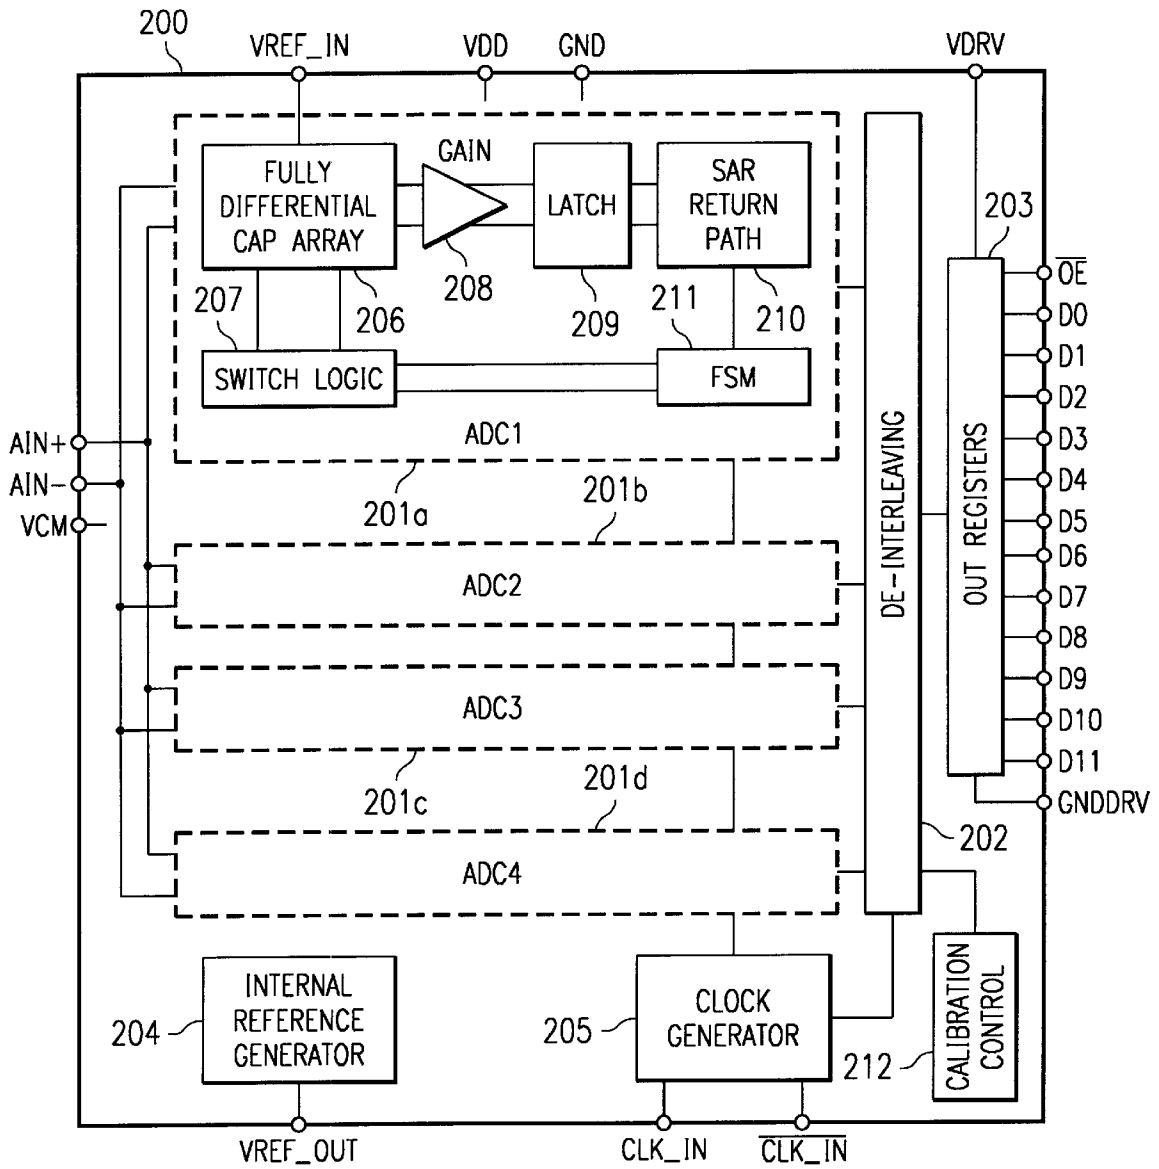 200
VREF_IN
VDD
GND
VDRV
FULLY
DIFFERENTIAL
CAP ARRAY
GAIN
LATCH
SAR
RETURN
PATH
203
207
206
208
209
211
210
SWITCH LOGIC
FSM
ADC1
AIN+
AIN-
VCM
201a
201b
ADC2
ADC3
201c
201d
ADC4
DE-INTERLEAVING
OUT REGISTERS
OE
D0
D1
D2
D3
D4
D5
D6
D7
D8
D9
D10
D11
GNDDRV
202
INTERNAL
REFERENCE
GENERATOR
204
205
CLOCK
GENERATOR
212
CALIBRATION
CONTROL
VREF_OUT
CLK_IN
CLK_IN